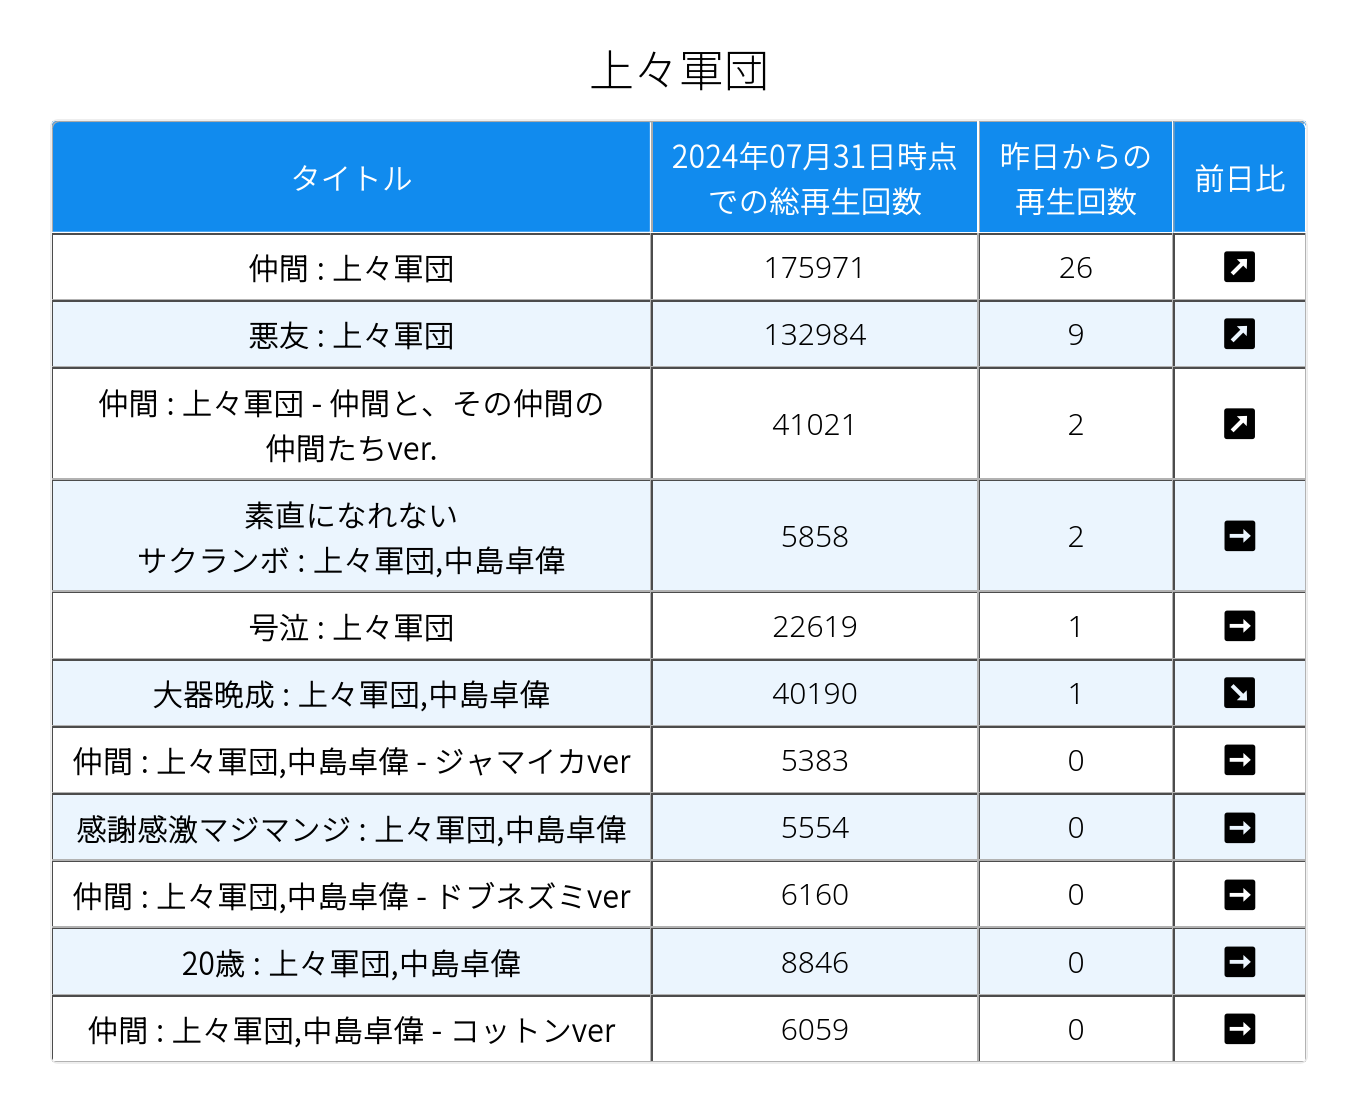 上々軍団
タイトル
2024年07月31日時点
での総再生回数
昨日からの
再生回数
前日比
仲間 : 上々軍団
175971
26
悪友 : 上々軍団
132984
9
仲間 : 上々軍団 - 仲間と、その仲間の
仲間たちver.
41021
2
素直になれない
サクランボ : 上々軍団,中島卓偉
5858
2
号泣 : 上々軍団
22619
1
大器晩成 : 上々軍団,中島卓偉
40190
1
仲間 : 上々軍団,中島卓偉 - ジャマイカver
5383
0
感謝感激マジマンジ : 上々軍団,中島卓偉
5554
0
仲間 : 上々軍団,中島卓偉 - ドブネズミver
6160
0
20歳 : 上々軍団,中島卓偉
8846
0
仲間 : 上々軍団,中島卓偉 - コットンver
6059
0